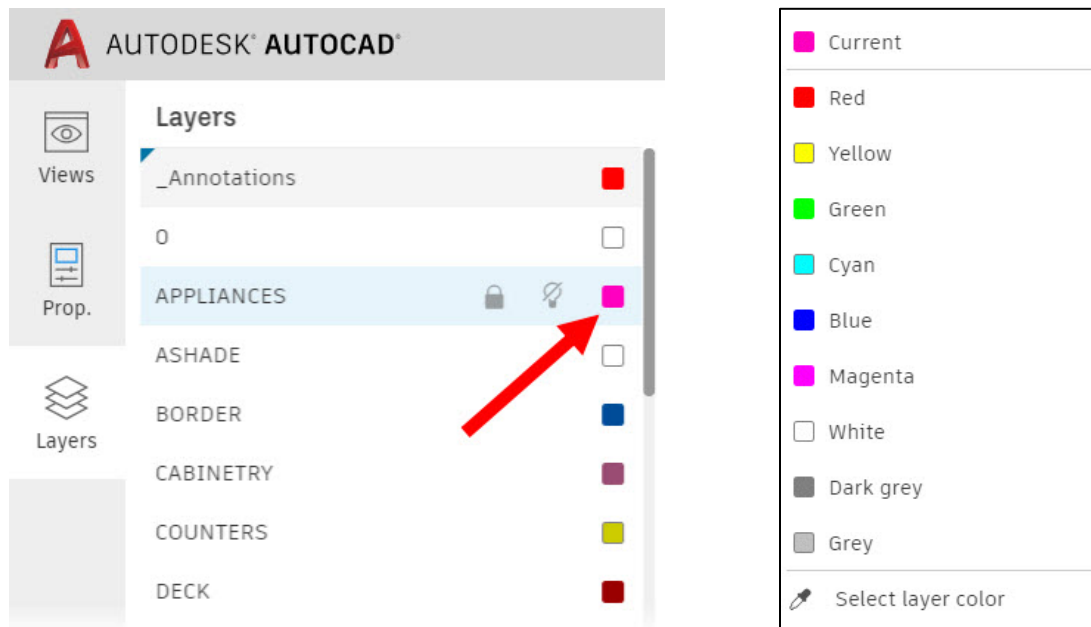 AUTODESK® AUTOCAD®
Views
Prop.
Layers
Layers
_Annotations
0
APPLIANCES
ASHADE
BORDER
CABINETRY
COUNTERS
DECK
Current
Red
Yellow
Green
Cyan
Blue
Magenta
White
Dark grey
Grey
Select layer color